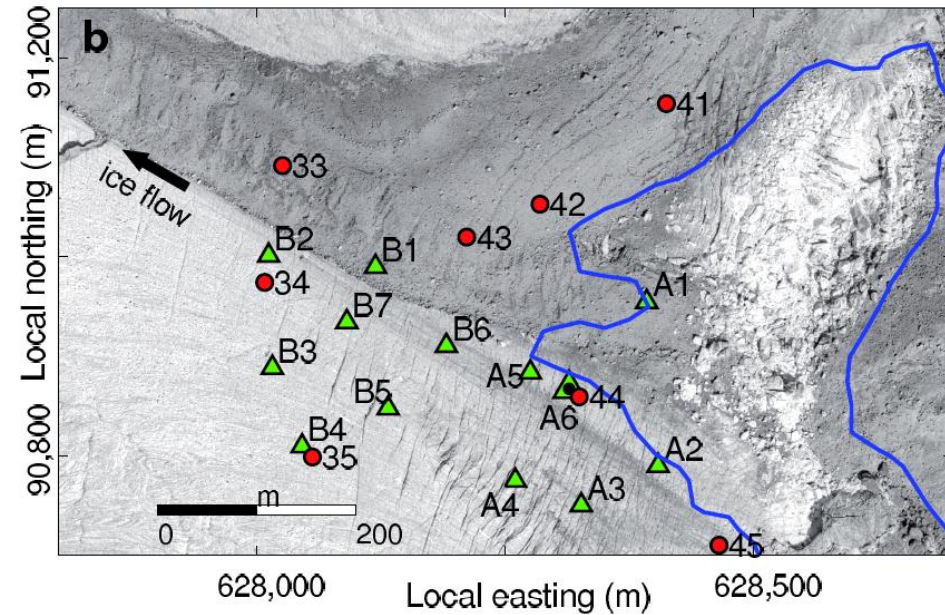 b
91,200
41
33
ice flow
42
B2
43
B1
34
A1
Local northing (m)
B7
B6
B3
A5
44
A6
B5
B4
35
A2
90,800
A4
A3
m
0
200
45
628,000
Local easting (m)
628,500